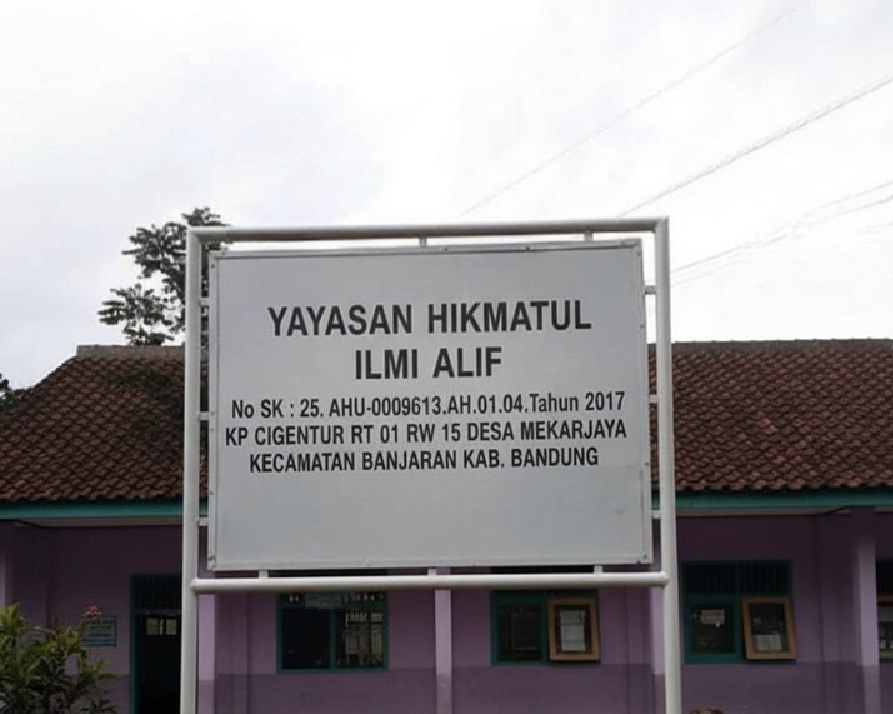 YAYASAN HIKMATUL
ILMI ALIF
No SK : 25. AHU-0009613.AH.01.04.Tahun 2017
KP CIGENTUR RT 01 RW 15 DESA MEKARJAYA
KECAMATAN BANJARAN KAB. BANDUNG